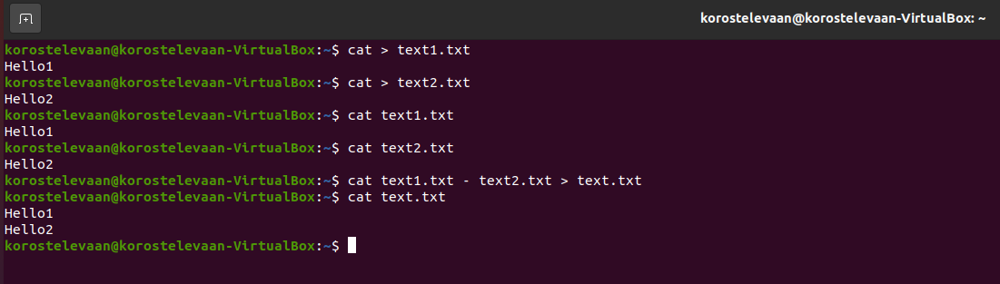 korostelevaan@korostelevaan-VirtualBox: ~
korostelevaan@korostelevaan-VirtualBox:~$ cat > text1.txt
Hello1
korostelevaan@korostelevaan-VirtualBox:~$ cat > text2.txt
Hello2
korostelevaan@korostelevaan-VirtualBox:~$ cat text1.txt
Hello1
korostelevaan@korostelevaan-VirtualBox:~$ cat text2.txt
Hello2
korostelevaan@korostelevaan-VirtualBox:~$ cat text1.txt - text2.txt > text.txt
korostelevaan@korostelevaan-VirtualBox:~$ cat text.txt
Hello1
Hello2
korostelevaan@korostelevaan-VirtualBox:~$